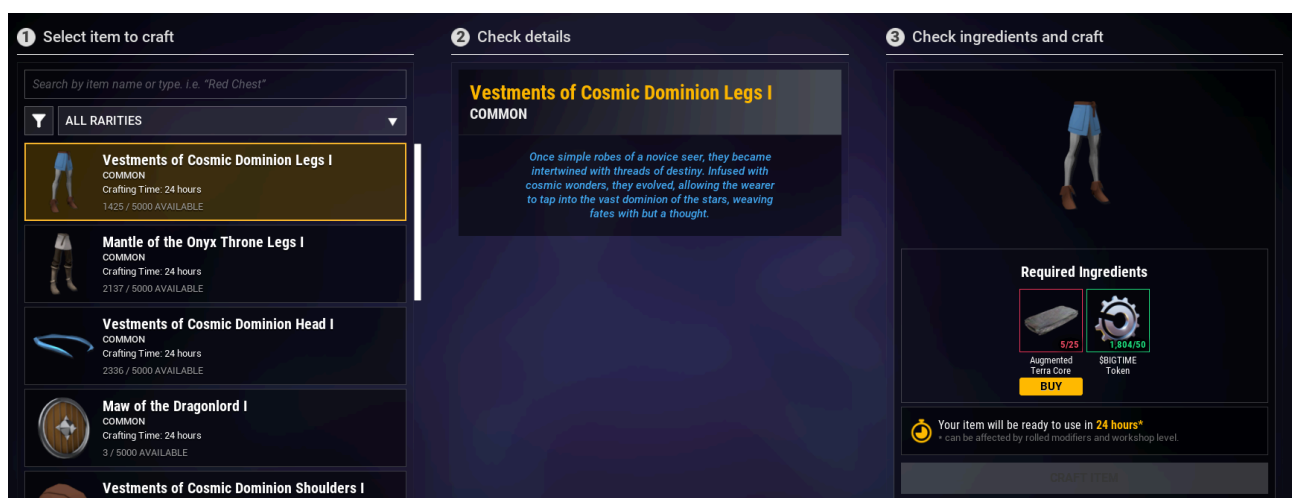 1 Select item to craft
Search by item name or type. i.e. "Red Chest"
ALL RARITIES
Vestments of Cosmic Dominion Legs I
COMMON
Crafting Time: 24 hours
1425 / 5000 AVAILABLE
Mantle of the Onyx Throne Legs I
COMMON
Crafting Time: 24 hours
2137 / 5000 AVAILABLE
Vestments of Cosmic Dominion Head I
COMMON
Crafting Time: 24 hours
2336 / 5000 AVAILABLE
Maw of the Dragonlord I
COMMON
Crafting Time: 24 hours
3 / 5000 AVAILABLE
Vestments of Cosmic Dominion Shoulders I
2 Check details
Vestments of Cosmic Dominion Legs I
COMMON
Once simple robes of a novice seer, they became
intertwined with threads of destiny. Infused with
cosmic wonders, they evolved, allowing the wearer
to tap into the vast dominion of the stars, weaving
fates with but a thought.
3 Check ingredients and craft
Required Ingredients
5/25
Augmented
Terra Core
BUY
1,804/50
$BIGTIME
Token
Your item will be ready to use in 24 hours*
* can be affected by rolled modifiers and workshop level.
CRAFT ITEM